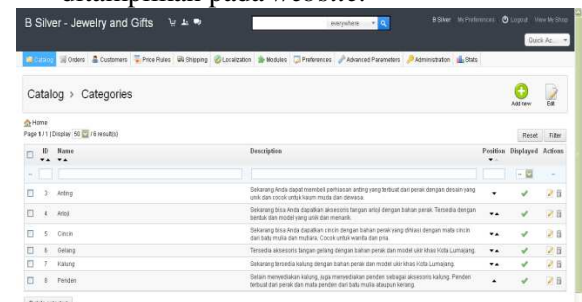 ditampilkan pada website.
B Silver - Jewelry and Gifts everywhere B Silver My Preferences Logout View My Shop
Quick Ac...
Catalog Orders Customers Price Rules Shipping Localization Modules Preferences Advanced Parameters Administration Stats
Catalog > Categories
Add new Edit
Home
Page 1 / 1 | Display 50 / 6 result(s) Reset Filter
ID Name Description Position Displayed Actions
-- -- --
3 Anting Sekarang Anda dapat membeli perhiasan anting yang terbuat dari perak dengan desain yang
unik dan cocok untuk kaum muda dan dewasa.
4 Arloji Sekarang bisa Anda dapatkan aksesoris tangan arloji dengan bahan perak. Tersedia dengan
bentuk dan model yang unik dan menarik.
5 Cincin Sekarang bisa Anda dapatkan cincin dengan bahan perak yang dihiasi dengan mata cincin
dari batu mulia dan mutiara. Cocok untuk wanita dan pria.
6 Gelang Tersedia aksesoris tangan gelang dengan bahan perak dan model ukir khas Kota Lumajang.
7 Kalung Sekarang tersedia kalung dengan bahan perak dan model ukir khas Kota Lumajang.
8 Penden Selain menyediakan kalung, juga menyediakan penden sebagai aksesoris kalung. Penden
terbuat dari perak dan mata penden dari batu mulia ataupun kerang.